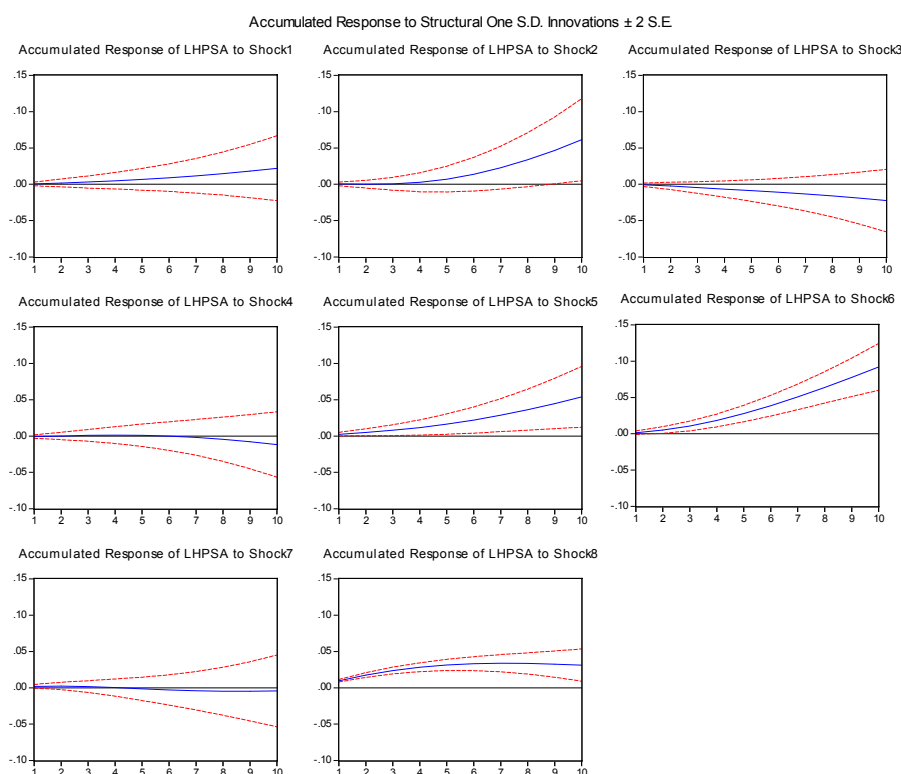 Accumulated Response to Structural One S.D. Innovations ± 2 S.E.
Accumulated Response of LHPSA to Shock1
.15
.10
.05
.00
-.05
-.10
1 2 3 4 5 6 7 8 9 10
Accumulated Response of LHPSA to Shock2
.15
.10
.05
.00
-.05
-.10
1 2 3 4 5 6 7 8 9 10
Accumulated Response of LHPSA to Shock3
.15
.10
.05
.00
-.05
-.10
1 2 3 4 5 6 7 8 9 10
Accumulated Response of LHPSA to Shock4
.15
.10
.05
.00
-.05
-.10
1 2 3 4 5 6 7 8 9 10
Accumulated Response of LHPSA to Shock5
.15
.10
.05
.00
-.05
-.10
1 2 3 4 5 6 7 8 9 10
Accumulated Response of LHPSA to Shock6
.15
.10
.05
.00
-.05
-.10
1 2 3 4 5 6 7 8 9 10
Accumulated Response of LHPSA to Shock7
.15
.10
.05
.00
-.05
-.10
1 2 3 4 5 6 7 8 9 10
Accumulated Response of LHPSA to Shock8
.15
.10
.05
.00
-.05
-.10
1 2 3 4 5 6 7 8 9 10